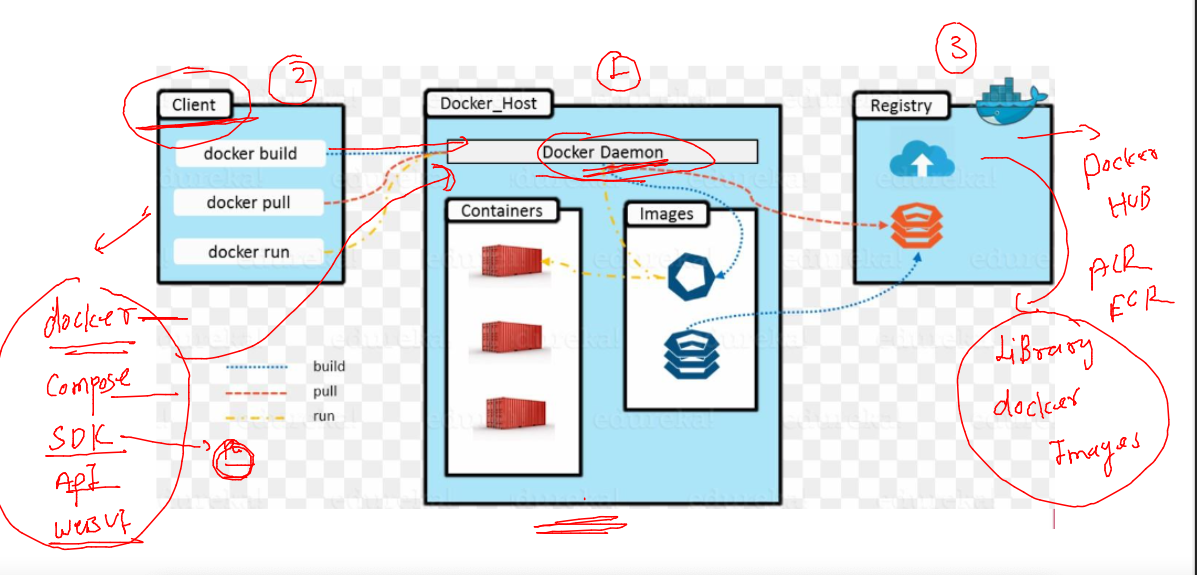 2
1
3
Client
docker build
docker pull
docker run
Docker_Host
Docker Daemon
Containers
Images
Registry
build
pull
run
docker
Compose
SDK
API
WEBUI
Docker
HUB
ACR
ECR
LiBrary
docker
Images
edureka!